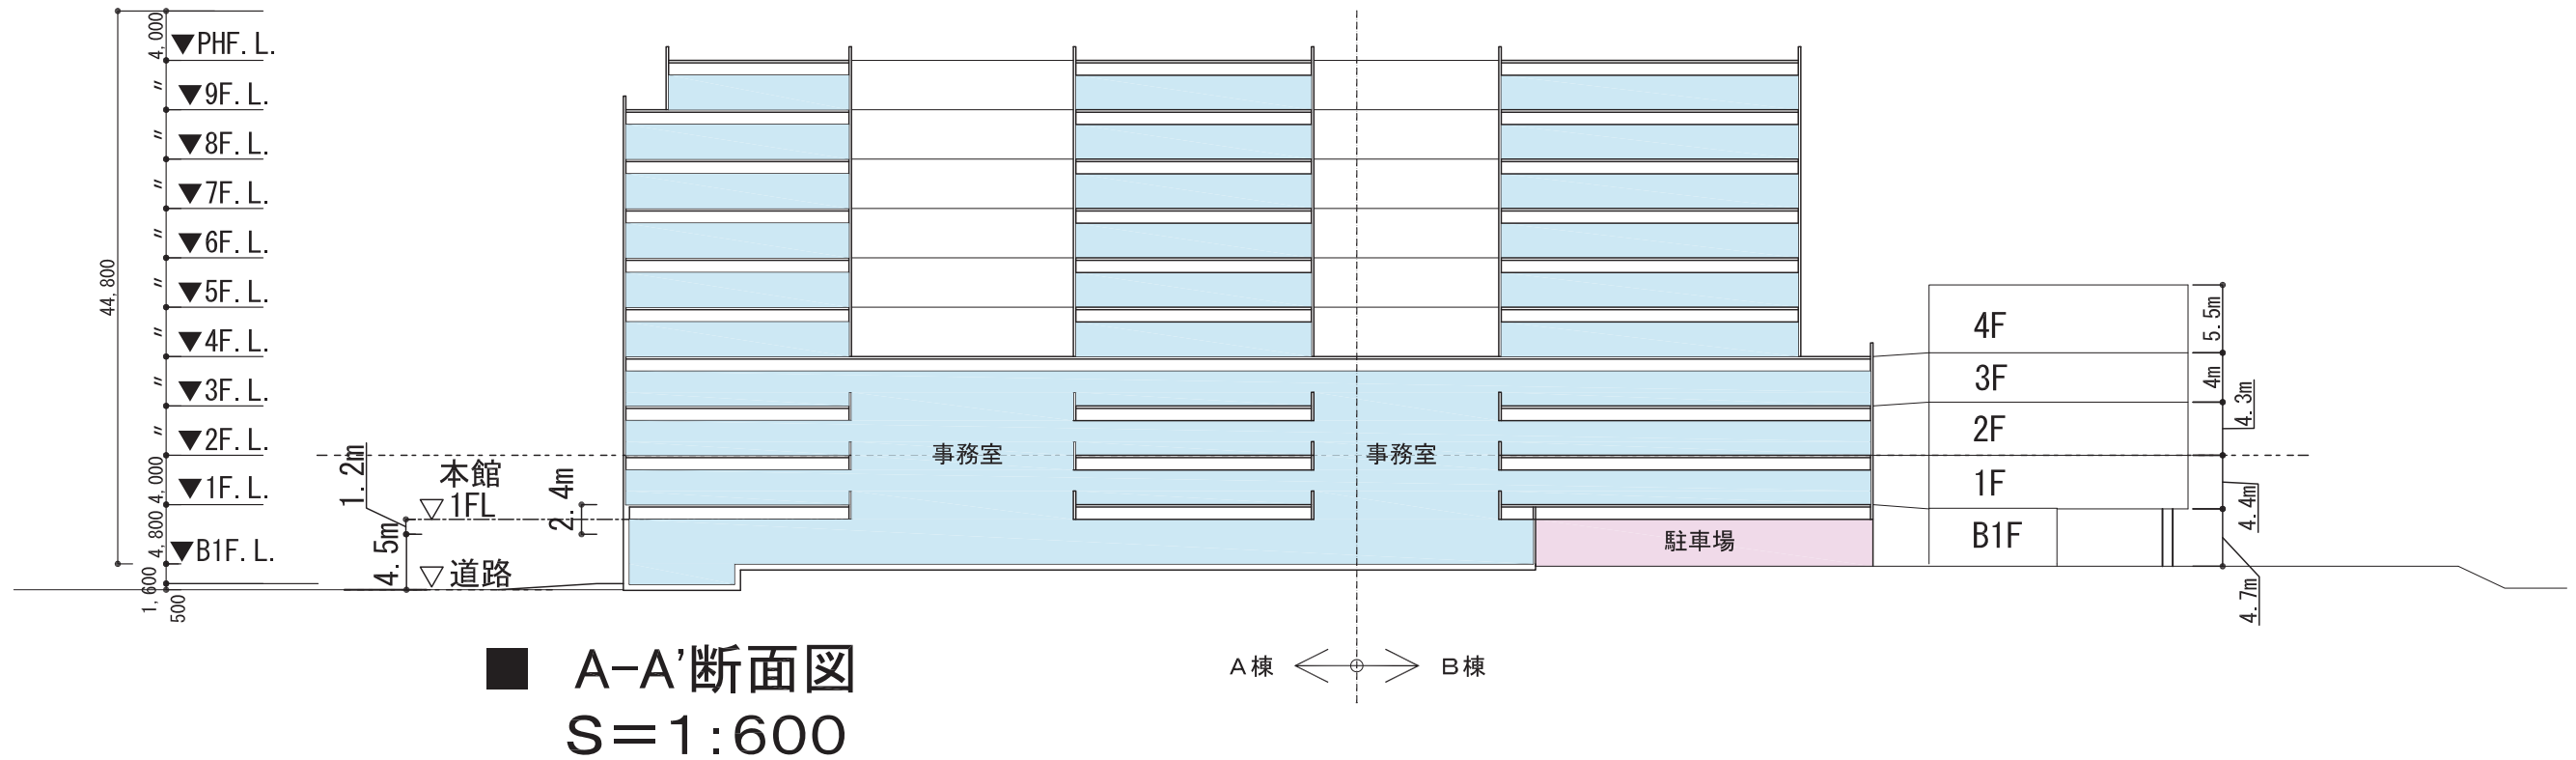 4,000
▼PHF.L.
〃
▼9F.L.
〃
▼8F.L.
〃
▼7F.L.
〃
▼6F.L.
〃
▼5F.L.
〃
▼4F.L.
〃
▼3F.L.
〃
▼2F.L.
4,000
▼1F.L.
4,800
▼B1F.L.
1,600
500
44,800
1.2m
本館
▽1FL
2.4m
4.5m
▽道路
事務室
事務室
駐車場
4F
3F
2F
1F
B1F
5.5m
4m
4.3m
4.4m
4.7m
A棟
B棟
■ A−A’断面図
S＝1:600